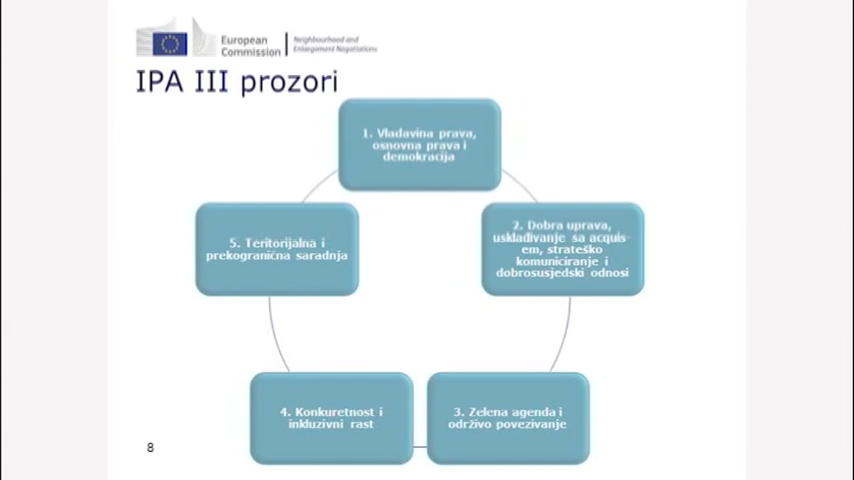 European
Commission
Neighbourhood and
Enlargement Negotiations
IPA III prozori
1. Vladavina prava,
osnovna prava i
demokracija
2. Dobra uprava,
usklađivanje sa acquis-
em, strateško
komuniciranje i
dobrosusjedski odnosi
3. Zelena agenda i
održivo povezivanje
4. Konkuretnost i
inkluzivni rast
5. Teritorijalna i
prekogranična saradnja
8